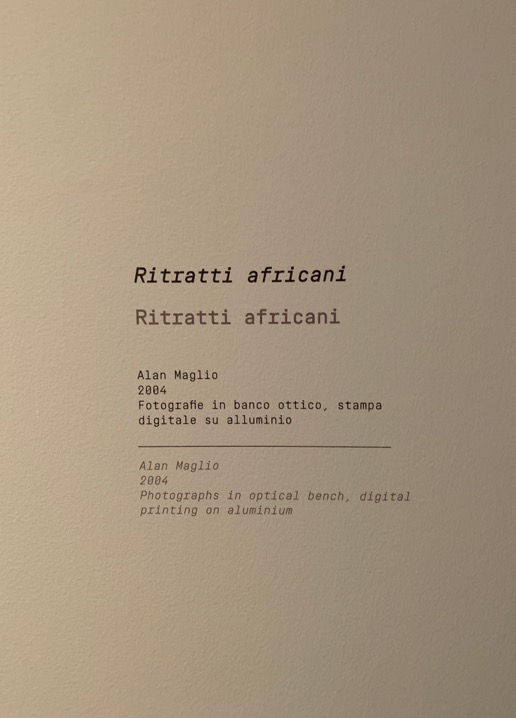 Ritratti africani
Ritratti africani
Alan Maglio
2004
Fotografie in banco ottico, stampa
digitale su alluminio
Alan Maglio
2004
Photographs in optical bench, digital
printing on aluminium